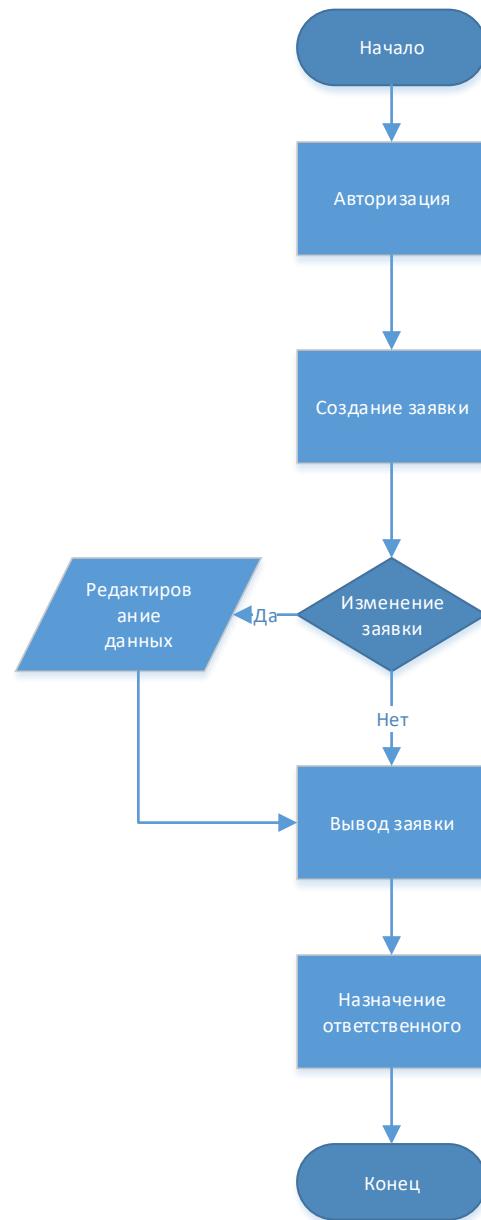 Начало
Авторизация
Создание заявки
Редактиров
ание
данных
Да
Изменение
заявки
Нет
Вывод заявки
Назначение
ответственного
Конец